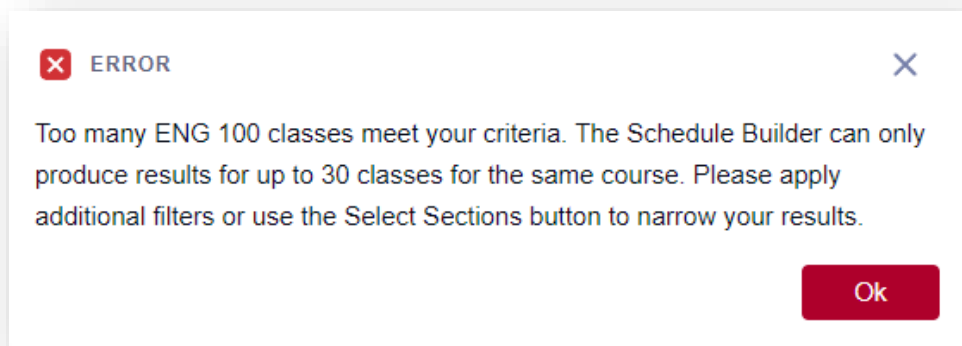 ERROR
Too many ENG 100 classes meet your criteria. The Schedule Builder can only
produce results for up to 30 classes for the same course. Please apply
additional filters or use the Select Sections button to narrow your results.
Ok